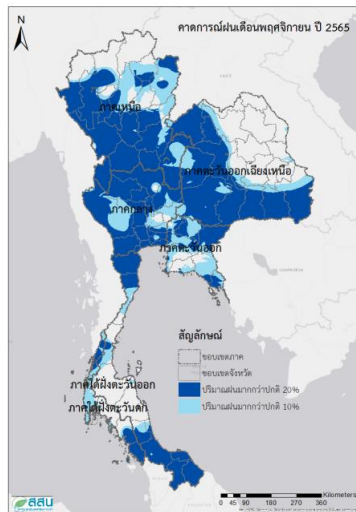 คาดการณ์ฝนเดือนพฤศจิกายน ปี 2565
N
ภาคเหนือ
ภาคตะวันออกเฉียงเหนือ
ภาคกลาง
ภาคตะวันออก
สัญลักษณ์
ขอบเขตภาค
ขอบเขตจังหวัด
ปริมาณฝนมากกว่าปกติ 20%
ปริมาณฝนมากกว่าปกติ 10%
ภาคใต้ฝั่งตะวันออก
ภาคใต้ฝั่งตะวันตก
สสน
Kilometers
0 45 90 180 270 360